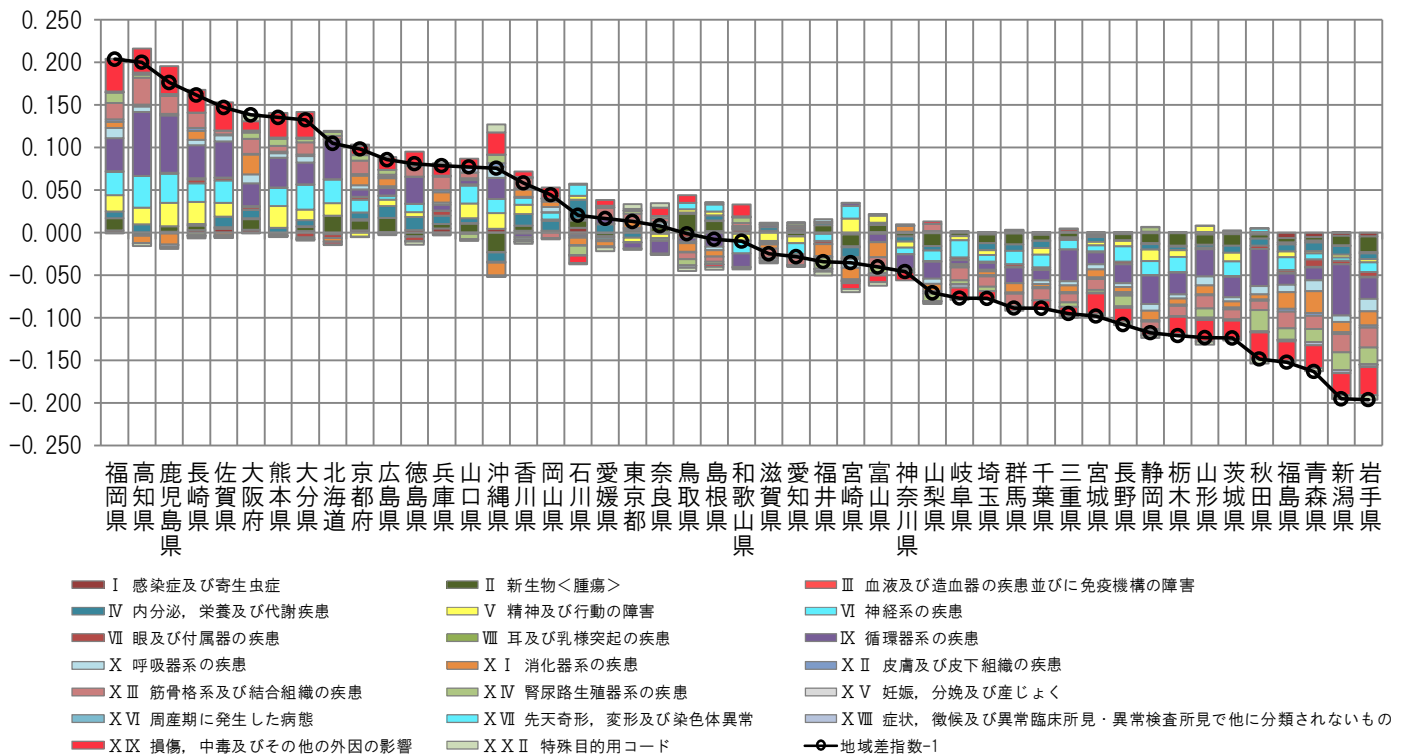 0.250
0.200
0.150
0.100
0.050
0.000
-0.050
-0.100
-0.150
-0.200
-0.250
福岡県
高知県
鹿児島県
長崎県
佐賀県
大阪府
熊本県
大分県
北海道
京都府
広島県
徳島県
兵庫県
山口県
沖縄県
香川県
岡山県
石川県
愛媛県
東京都
奈良県
鳥取県
島根県
和歌山県
滋賀県
愛知県
福井県
宮崎県
富山県
神奈川県
山梨県
岐阜県
埼玉県
群馬県
千葉県
三重県
宮城県
長野県
静岡県
栃木県
山形県
茨城県
秋田県
福島県
青森県
新潟県
岩手県
Ⅰ 感染症及び寄生虫症
Ⅱ 新生物＜腫瘍＞
Ⅲ 血液及び造血器の疾患並びに免疫機構の障害
Ⅳ 内分泌，栄養及び代謝疾患
Ⅴ 精神及び行動の障害
Ⅵ 神経系の疾患
Ⅶ 眼及び付属器の疾患
Ⅷ 耳及び乳様突起の疾患
Ⅸ 循環器系の疾患
Ⅹ 呼吸器系の疾患
ⅩⅠ 消化器系の疾患
ⅩⅡ 皮膚及び皮下組織の疾患
ⅩⅢ 筋骨格系及び結合組織の疾患
ⅩⅣ 腎尿路生殖器系の疾患
ⅩⅤ 妊娠，分娩及び産じょく
ⅩⅥ 周産期に発生した病態
ⅩⅦ 先天奇形，変形及び染色体異常
ⅩⅧ 症状，徴候及び異常臨床所見・異常検査所見で他に分類されないもの
ⅩⅨ 損傷，中毒及びその他の外因の影響
ⅩⅩⅡ 特殊目的用コード
地域差指数-1